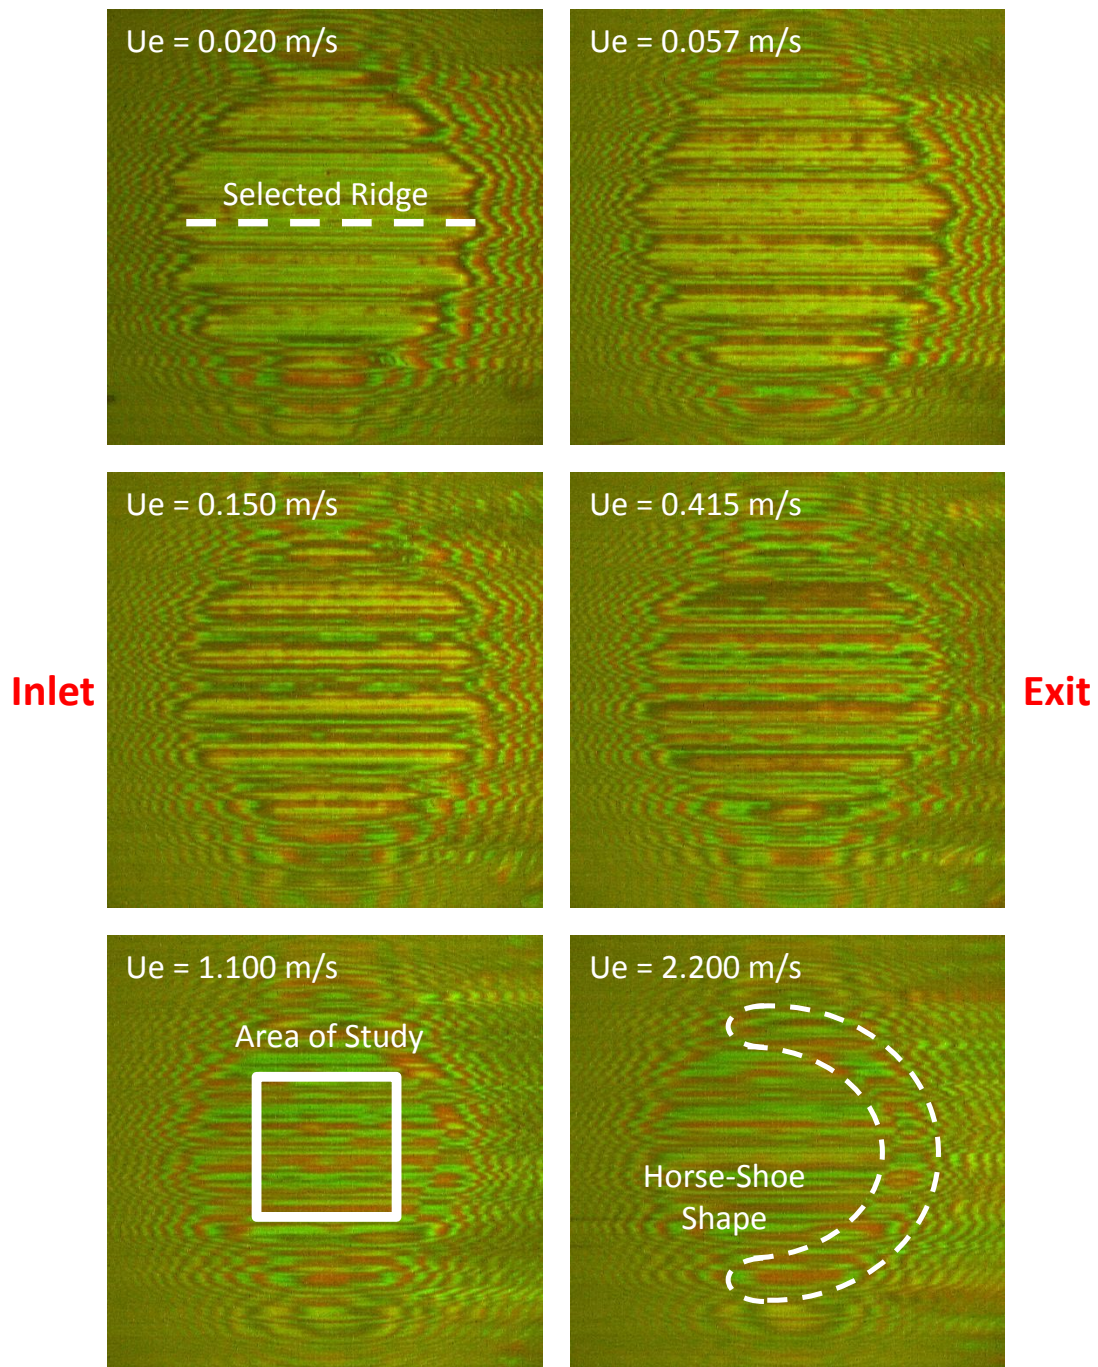 Ue = 0.020 m/s
Ue = 0.057 m/s
Selected Ridge
Ue = 0.150 m/s
Ue = 0.415 m/s
Inlet
Exit
Ue = 1.100 m/s
Ue = 2.200 m/s
Area of Study
Horse-Shoe
Shape